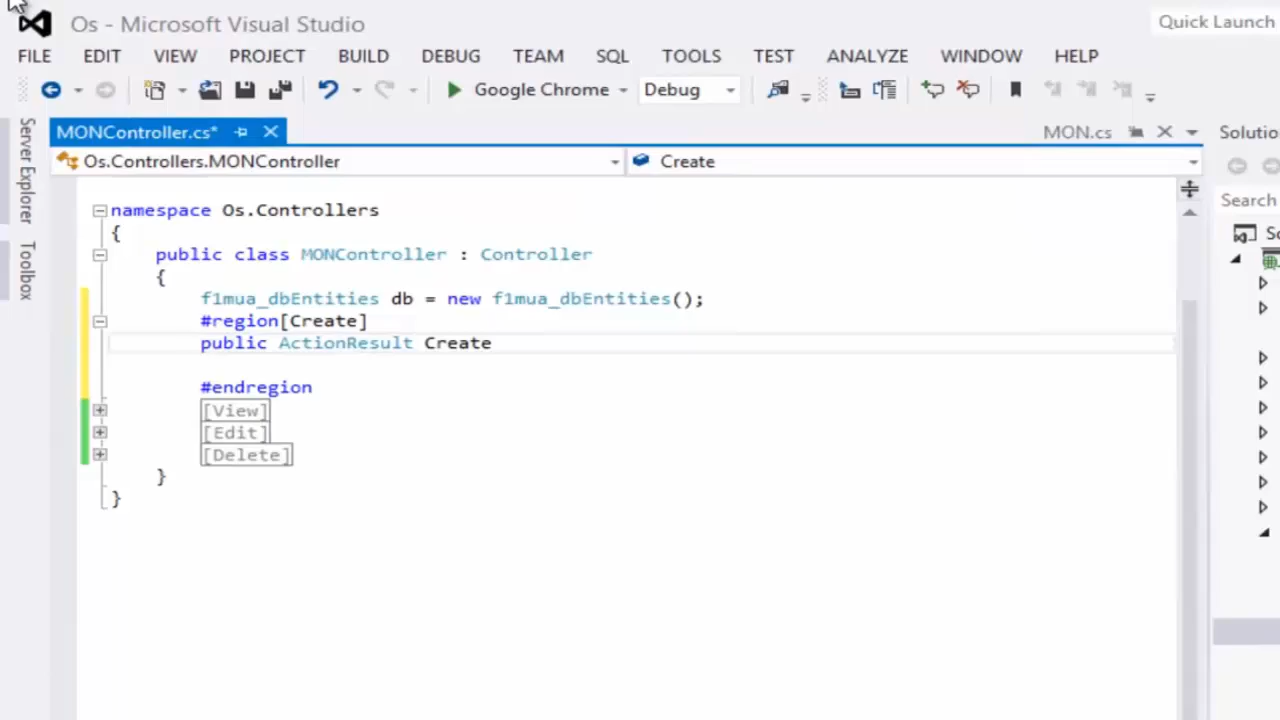 Os - Microsoft Visual Studio
Quick Launch
FILE EDIT VIEW PROJECT BUILD DEBUG TEAM SQL TOOLS TEST ANALYZE WINDOW HELP
Google Chrome Debug
MONController.cs* MON.cs Solutio
Os.Controllers.MONController Create
Server Explorer
Toolbox
Search
So
namespace Os.Controllers
{
public class MONController : Controller
{
f1mua_dbEntities db = new f1mua_dbEntities();
#region[Create]
public ActionResult Create
#endregion
[View]
[Edit]
[Delete]
}
}